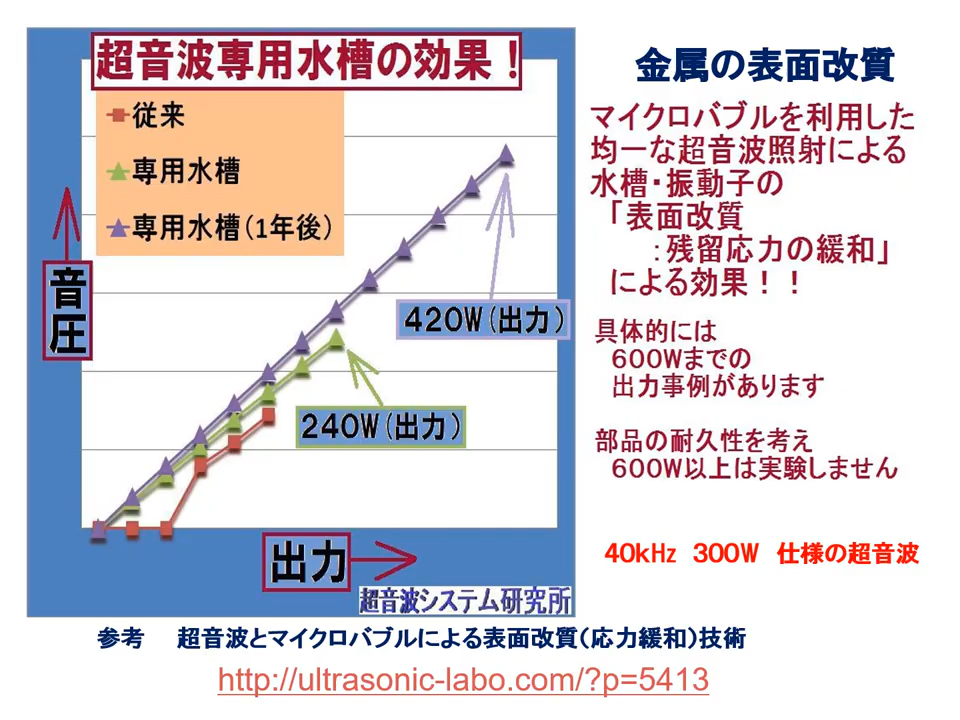 超音波専用水槽の効果！
従来
専用水槽
専用水槽(1年後)
音圧
420W(出力)
240W(出力)
出力
超音波システム研究所
金属の表面改質
マイクロバブルを利用した
均一な超音波照射による
水槽・振動子の
「表面改質
：残留応力の緩和」
による効果！！
具体的には
600Wまでの
出力事例があります
部品の耐久性を考え
600W以上は実験しません
40kHz 300W 仕様の超音波
参考 超音波とマイクロバブルによる表面改質（応力緩和）技術
http://ultrasonic-labo.com/?p=5413